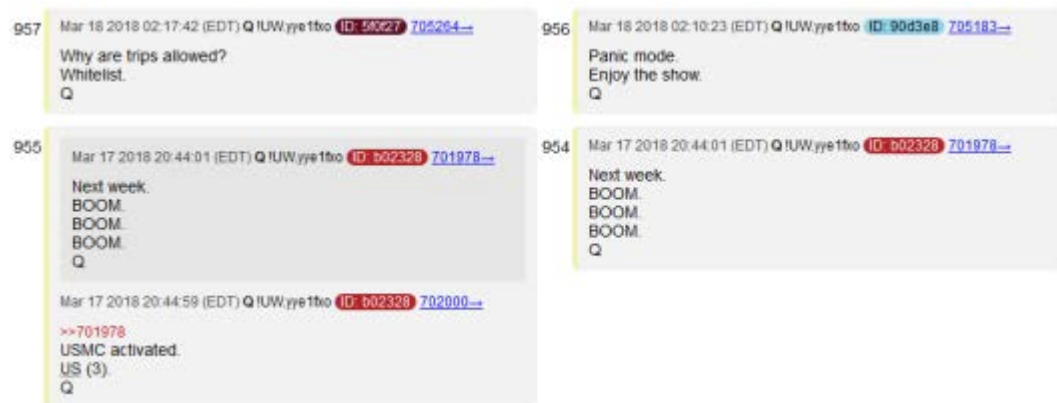 957
Mar 18 2018 02:17:42 (EDT) Q !UW.yye1fxo ID: 5f0f27 705264→
Why are trips allowed?
Whitelist.
Q
956
Mar 18 2018 02:10:23 (EDT) Q !UW.yye1fxo ID: 90d3e8 705183→
Panic mode.
Enjoy the show.
Q
955
Mar 17 2018 20:44:01 (EDT) Q !UW.yye1fxo ID: b02328 701978→
Next week.
BOOM.
BOOM.
BOOM.
Q
Mar 17 2018 20:44:59 (EDT) Q !UW.yye1fxo ID: b02328 702000→
>>701978
USMC activated.
US (3).
Q
954
Mar 17 2018 20:44:01 (EDT) Q !UW.yye1fxo ID: b02328 701978→
Next week.
BOOM.
BOOM.
BOOM.
Q